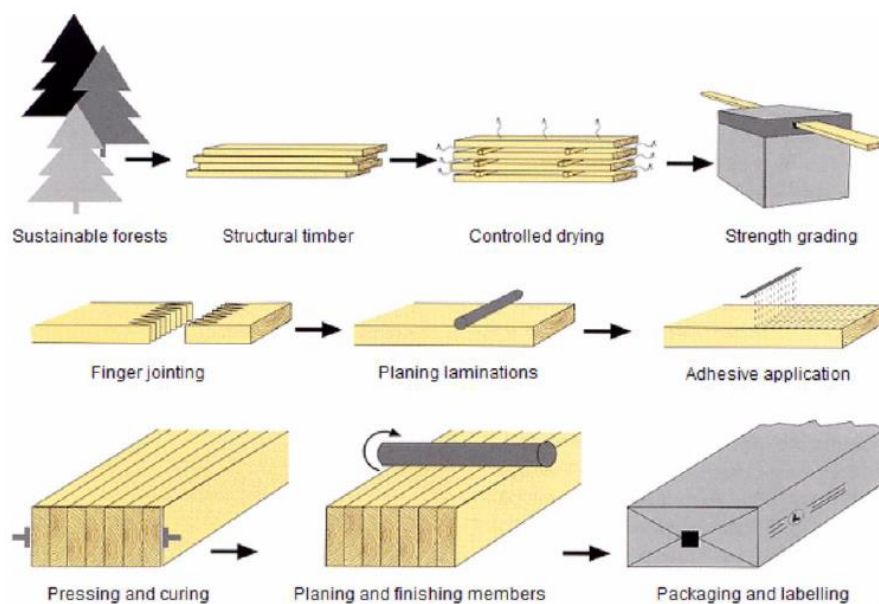 Sustainable forests
Structural timber
Controlled drying
Strength grading
Finger jointing
Planing laminations
Adhesive application
Pressing and curing
Planing and finishing members
Packaging and labelling